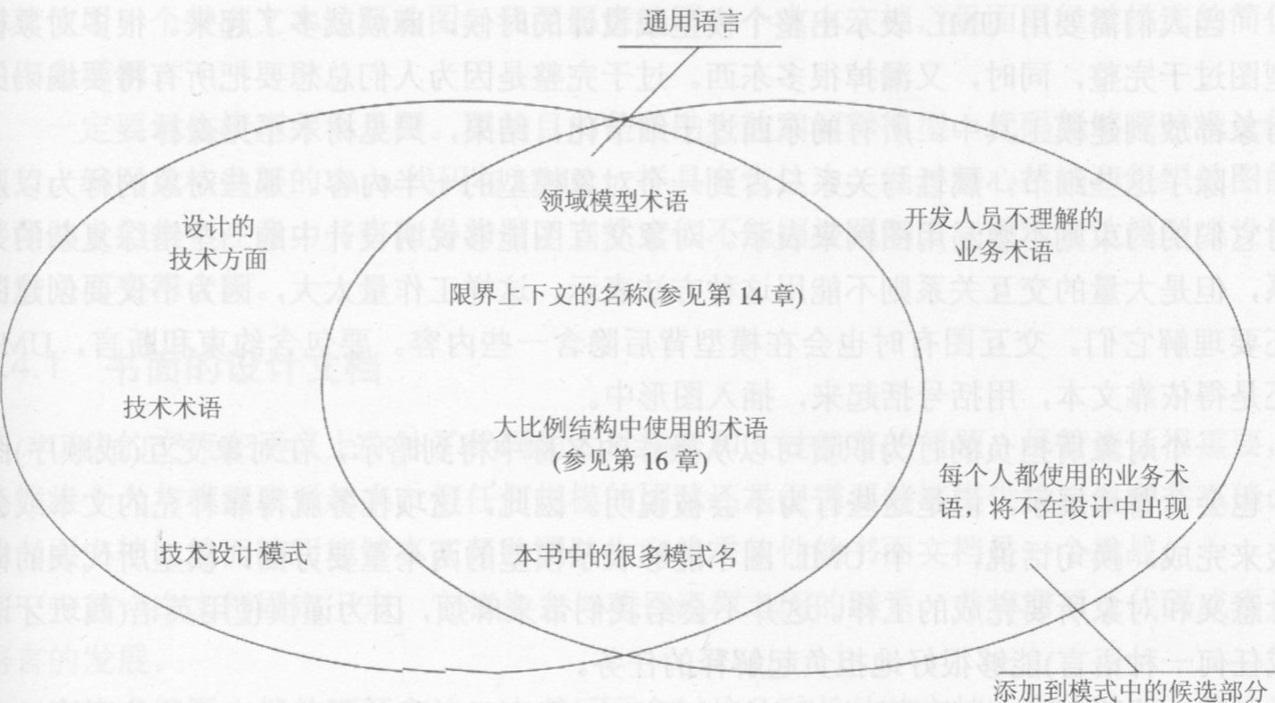 通用语言
领域模型术语
设计的
技术方面
开发人员不理解的
业务术语
限界上下文的名称(参见第 14 章)
技术术语
大比例结构中使用的术语
(参见第 16 章)
每个人都使用的业务术
语，将不在设计中出现
技术设计模式
本书中的很多模式名
添加到模式中的候选部分